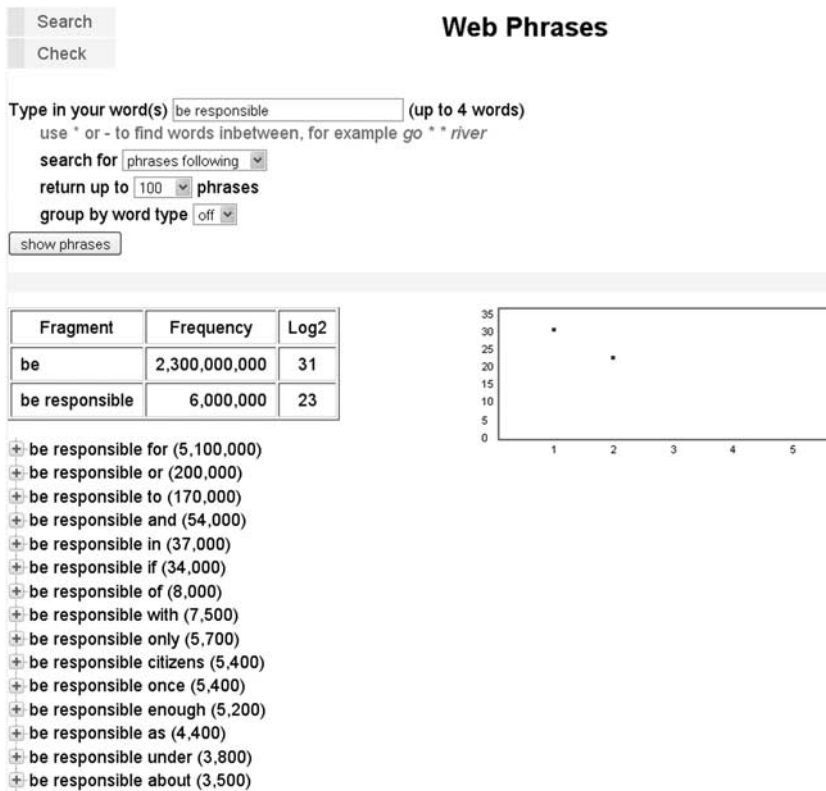 Search
Check
Web Phrases
Type in your word(s) be responsible (up to 4 words)
use * or - to find words inbetween, for example go * * river
search for phrases following
return up to 100 phrases
group by word type off
show phrases
Fragment Frequency Log2
be 2,300,000,000 31
be responsible 6,000,000 23
35
30
25
20
15
10
5
0
1 2 3 4 5
be responsible for (5,100,000)
be responsible or (200,000)
be responsible to (170,000)
be responsible and (54,000)
be responsible in (37,000)
be responsible if (34,000)
be responsible of (8,000)
be responsible with (7,500)
be responsible only (5,700)
be responsible citizens (5,400)
be responsible once (5,400)
be responsible enough (5,200)
be responsible as (4,400)
be responsible under (3,800)
be responsible about (3,500)